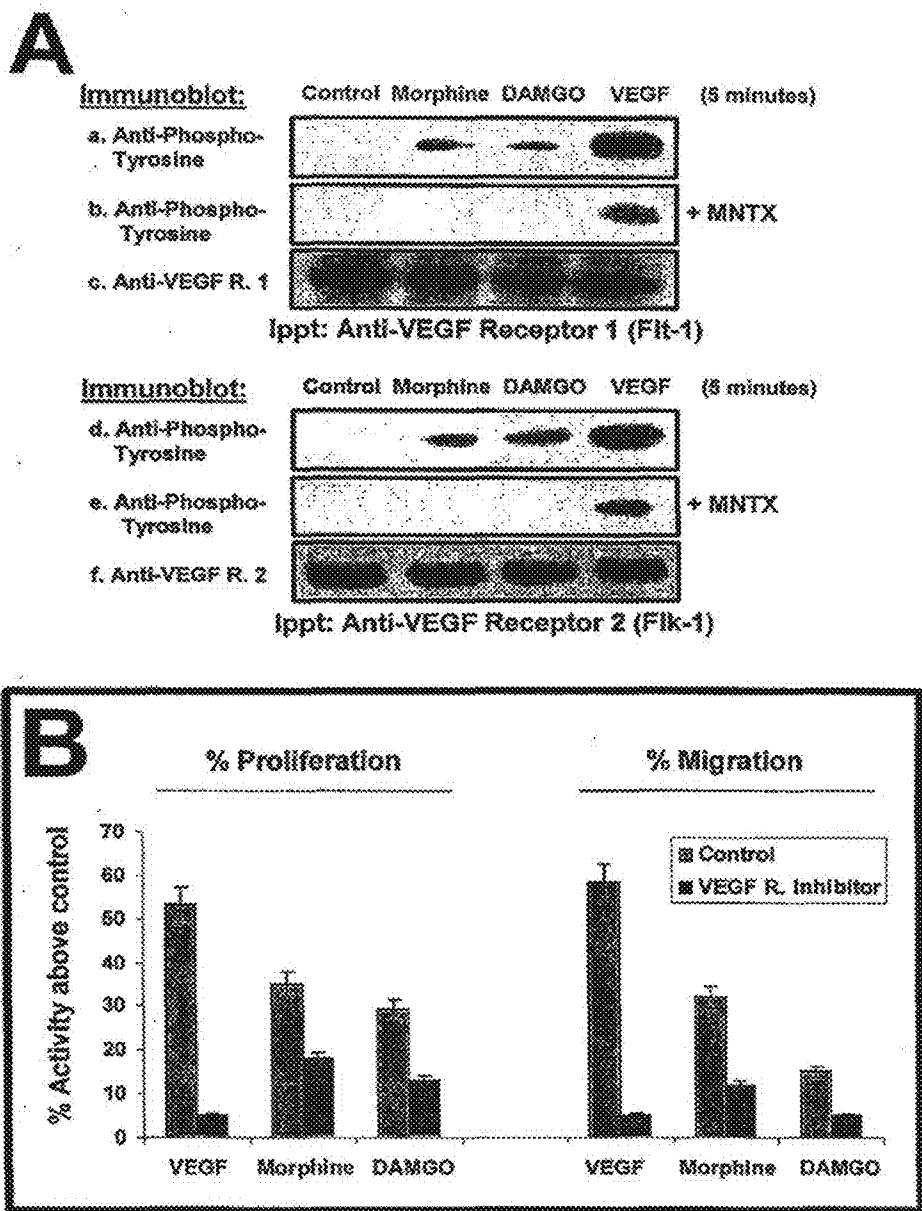 A
Immunoblot: Control Morphine DAMGO VEGF (5 minutes)
a. Anti-Phospho-
Tyrosine
b. Anti-Phospho-
Tyrosine
+ MNTX
c. Anti-VEGF R. 1
Ippt: Anti-VEGF Receptor 1 (Flt-1)
Immunoblot: Control Morphine DAMGO VEGF (5 minutes)
d. Anti-Phospho-
Tyrosine
e. Anti-Phospho-
Tyrosine
+ MNTX
f. Anti-VEGF R. 2
Ippt: Anti-VEGF Receptor 2 (Flk-1)
B
% Proliferation
% Migration
% Activity above control
70
60
50
40
30
20
10
0
Control
VEGF R. Inhibitor
VEGF Morphine DAMGO VEGF Morphine DAMGO